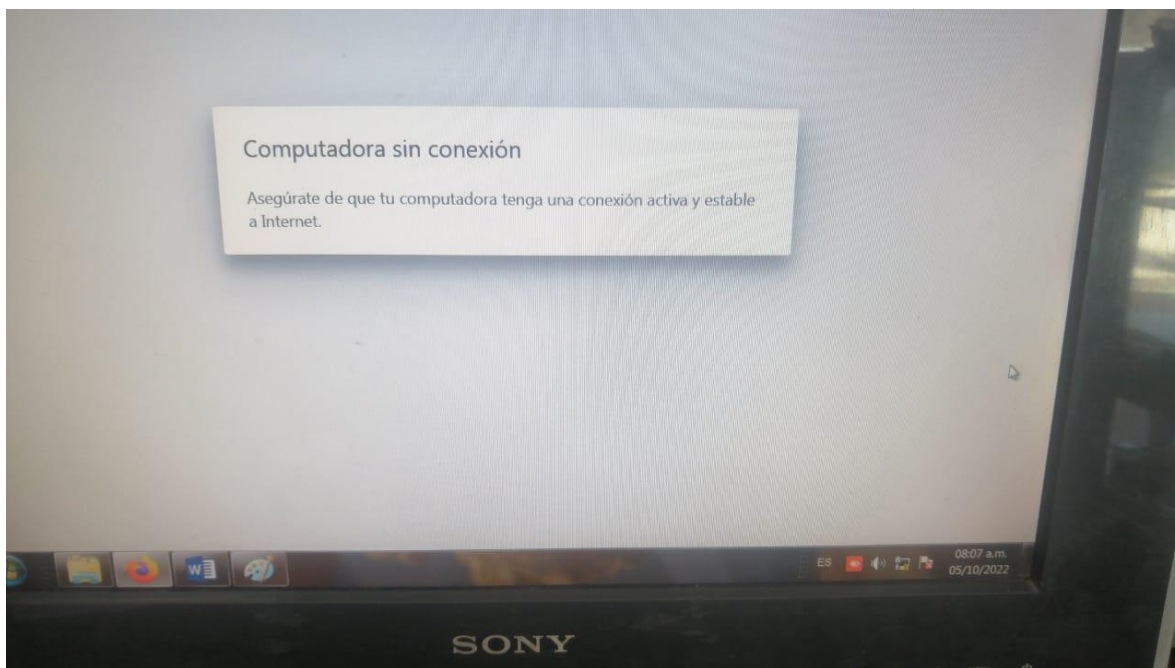 Computadora sin conexión
Asegúrate de que tu computadora tenga una conexión activa y estable
a Internet.
W
ES
08:07 a.m.
05/10/2022
SONY